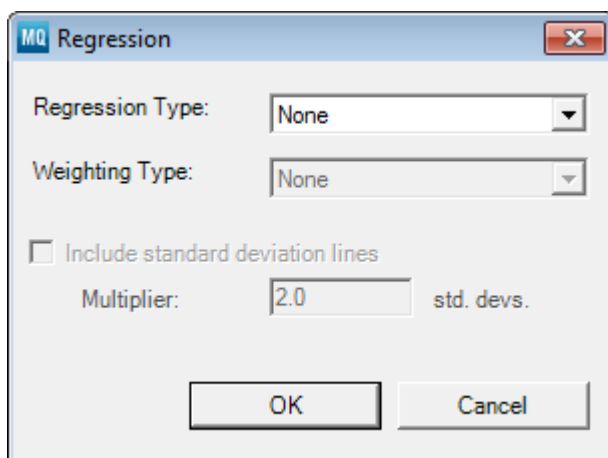 MQ Regression
Regression Type: None
Weighting Type: None
Include standard deviation lines
Multiplier: 2.0 std. devs.
OK Cancel